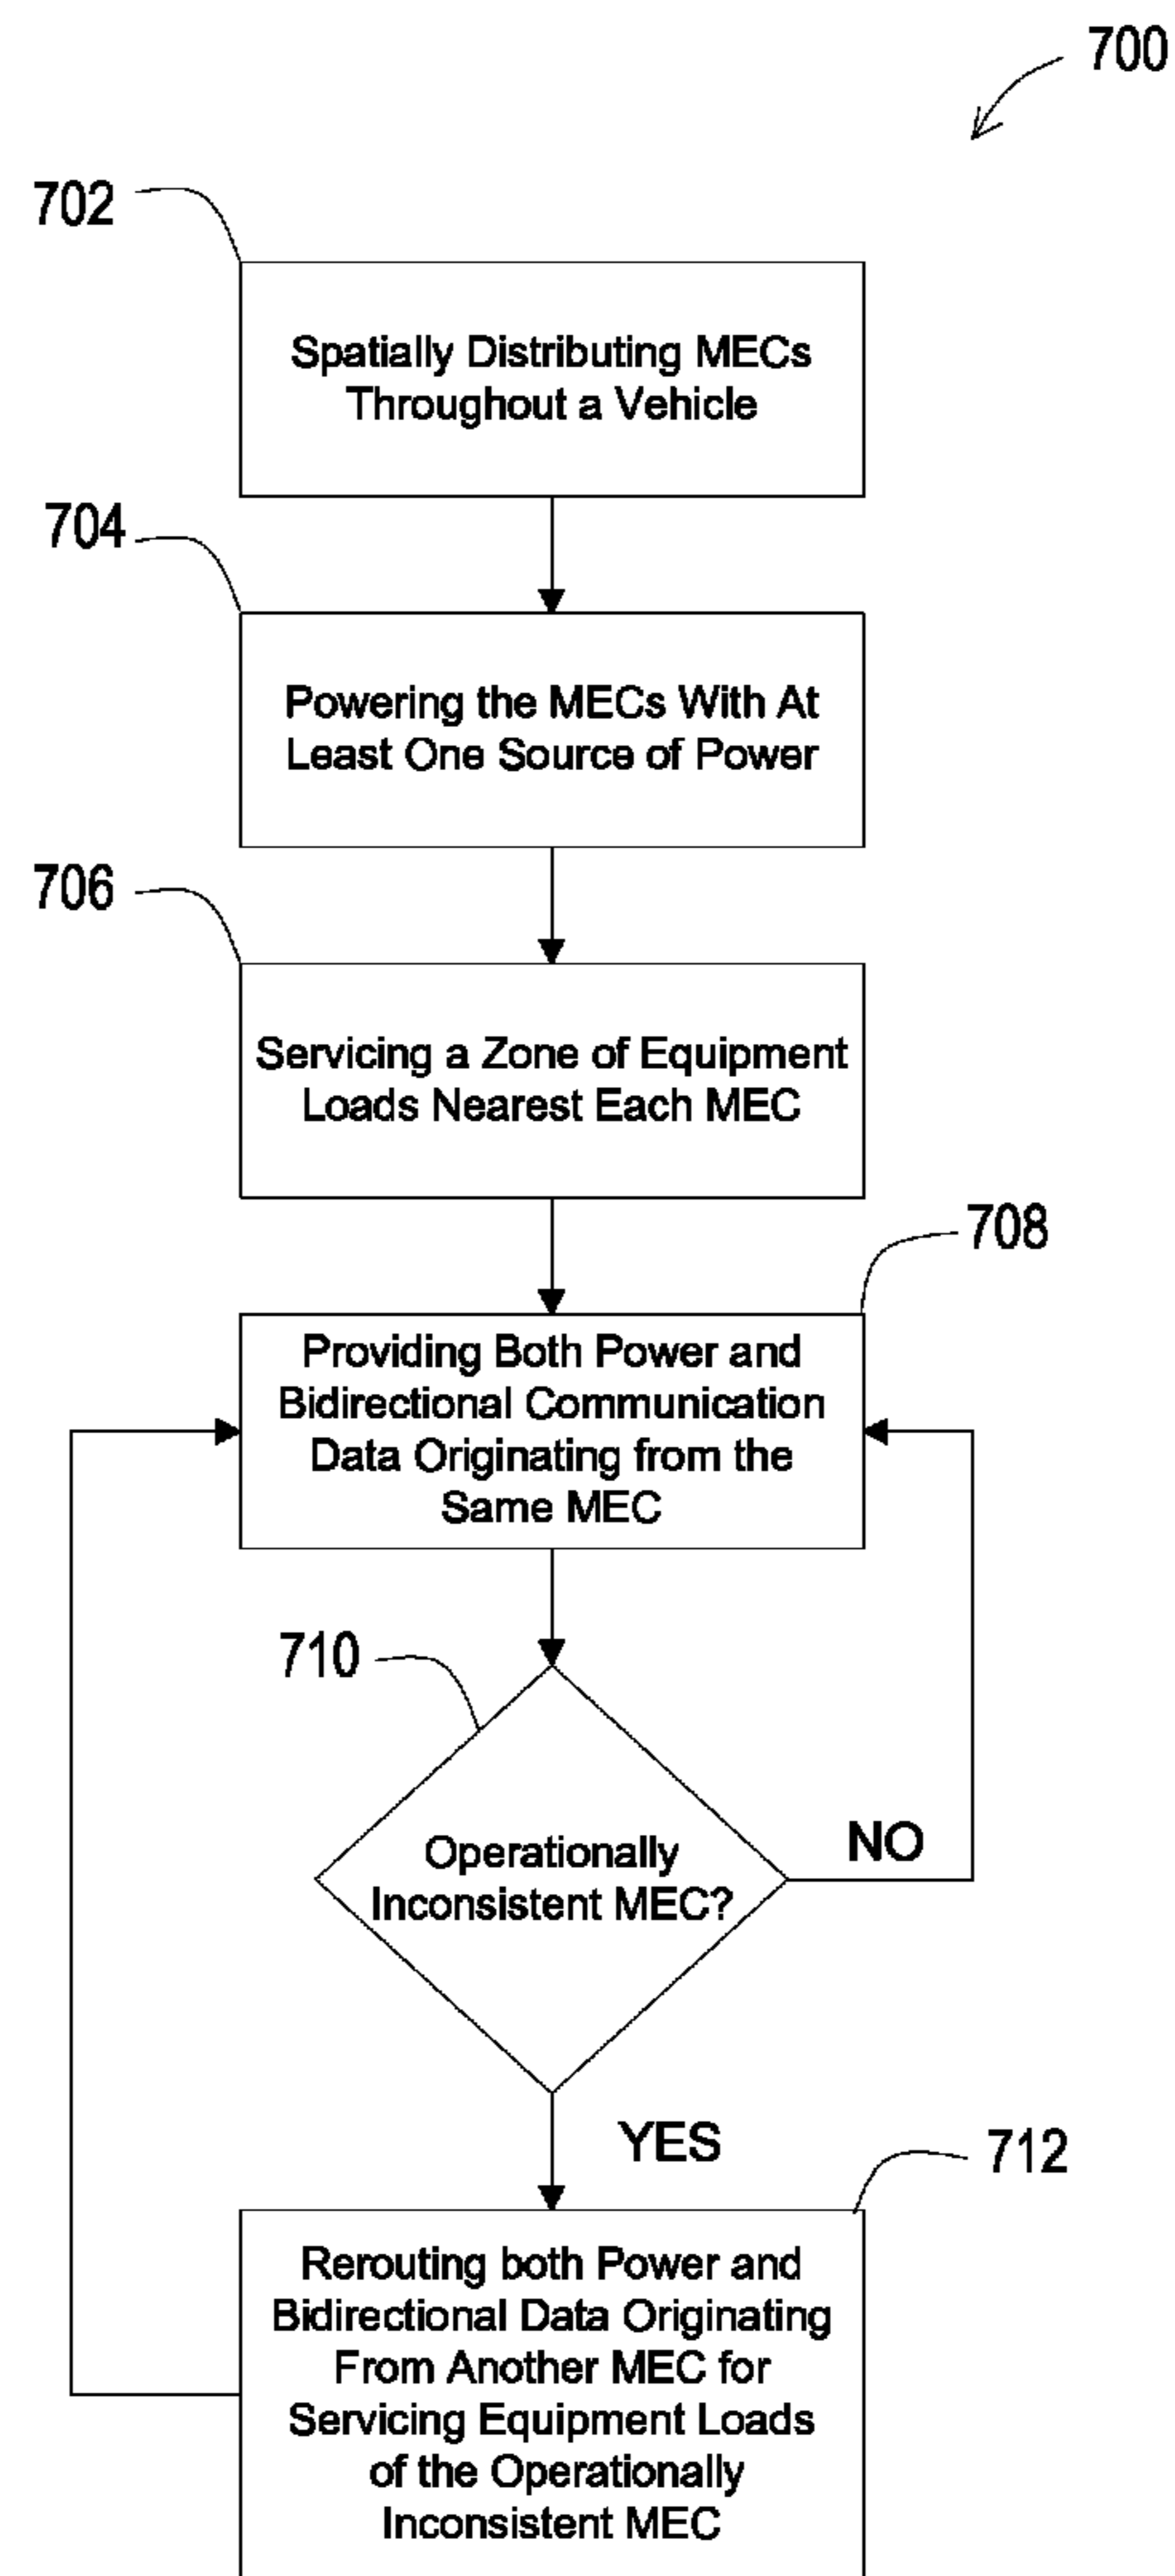 700
702
Spatially Distributing MECs
Throughout a Vehicle
704
Powering the MECs With At
Least One Source of Power
706
Servicing a Zone of Equipment
Loads Nearest Each MEC
708
Providing Both Power and
Bidirectional Communication
Data Originating from the
Same MEC
710
Operationally
Inconsistent MEC?
NO
YES
712
Rerouting both Power and
Bidirectional Data Originating
From Another MEC for
Servicing Equipment Loads
of the Operationally
Inconsistent MEC